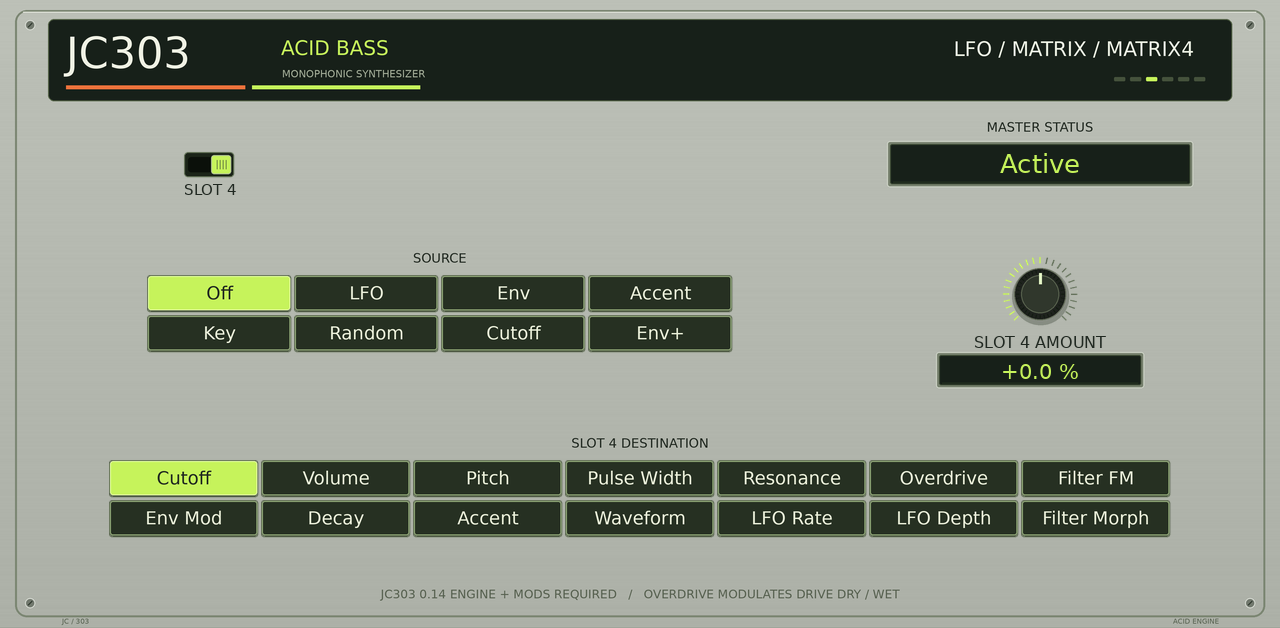 JC303
ACID BASS
MONOPHONIC SYNTHESIZER
LFO / MATRIX / MATRIX4
MASTER STATUS
Active
SLOT 4
SOURCE
Off LFO Env Accent
Key Random Cutoff Env+
SLOT 4 AMOUNT
+0.0 %
SLOT 4 DESTINATION
Cutoff Volume Pitch Pulse Width Resonance Overdrive Filter FM
Env Mod Decay Accent Waveform LFO Rate LFO Depth Filter Morph
JC303 0.14 ENGINE + MODS REQUIRED / OVERDRIVE MODULATES DRIVE DRY / WET
JC / 303
ACID ENGINE